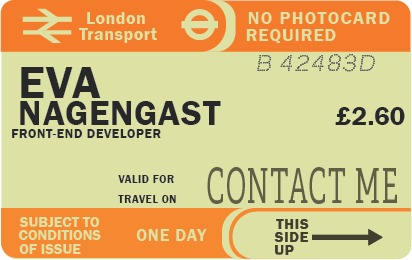 London
Transport
NO PHOTOCARD
REQUIRED
B 42483D
EVA
NAGENGAST
£2.60
FRONT-END DEVELOPER
VALID FOR
TRAVEL ON
CONTACT ME
SUBJECT TO
CONDITIONS
OF ISSUE
ONE DAY
THIS
SIDE
UP